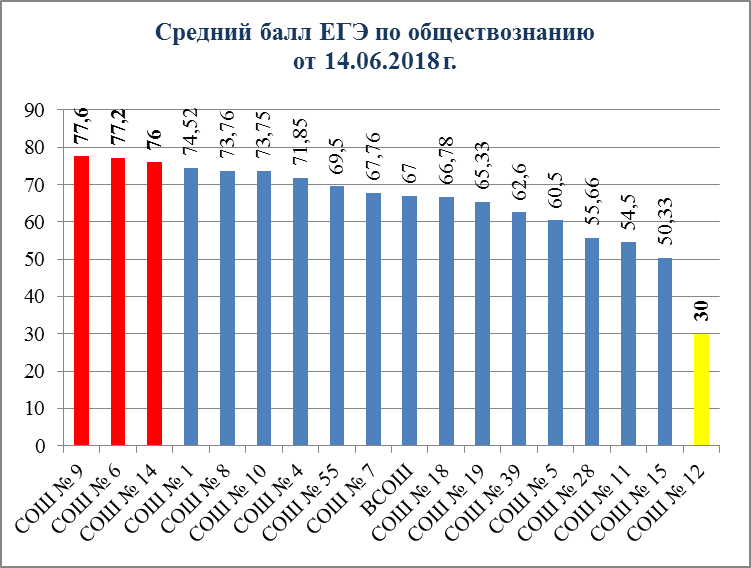 Средний балл ЕГЭ по обществознанию
от 14.06.2018 г.
90
80
70
60
50
40
30
20
10
0
77,6
77,2
76
74,52
73,76
73,75
71,85
69,5
67,76
67
66,78
65,33
62,6
60,5
55,66
54,5
50,33
30
СОШ № 9
СОШ № 6
СОШ № 14
СОШ № 1
СОШ № 8
СОШ № 10
СОШ № 4
СОШ № 55
СОШ № 7
ВСОШ
СОШ № 18
СОШ № 19
СОШ № 39
СОШ № 5
СОШ № 28
СОШ № 11
СОШ № 15
СОШ № 12